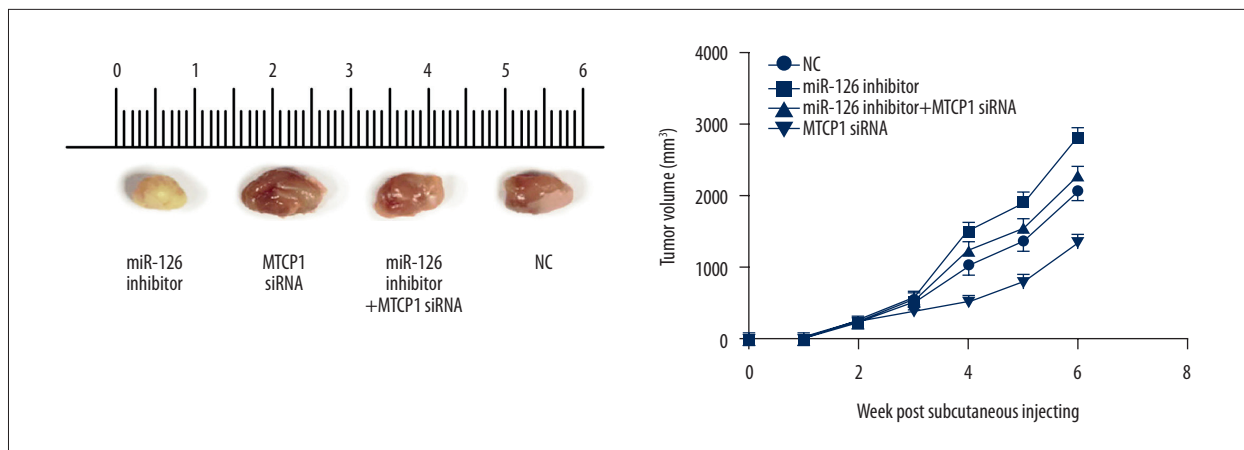 0 1 2 3 4 5 6
miR-126
inhibitor
MTCP1
siRNA
miR-126
inhibitor
+MTCP1 siRNA
NC
4000
3000
2000
1000
0
Tumor volume (mm³)
NC
miR-126 inhibitor
miR-126 inhibitor+MTCP1 siRNA
MTCP1 siRNA
0 2 4 6 8
Week post subcutaneous injecting